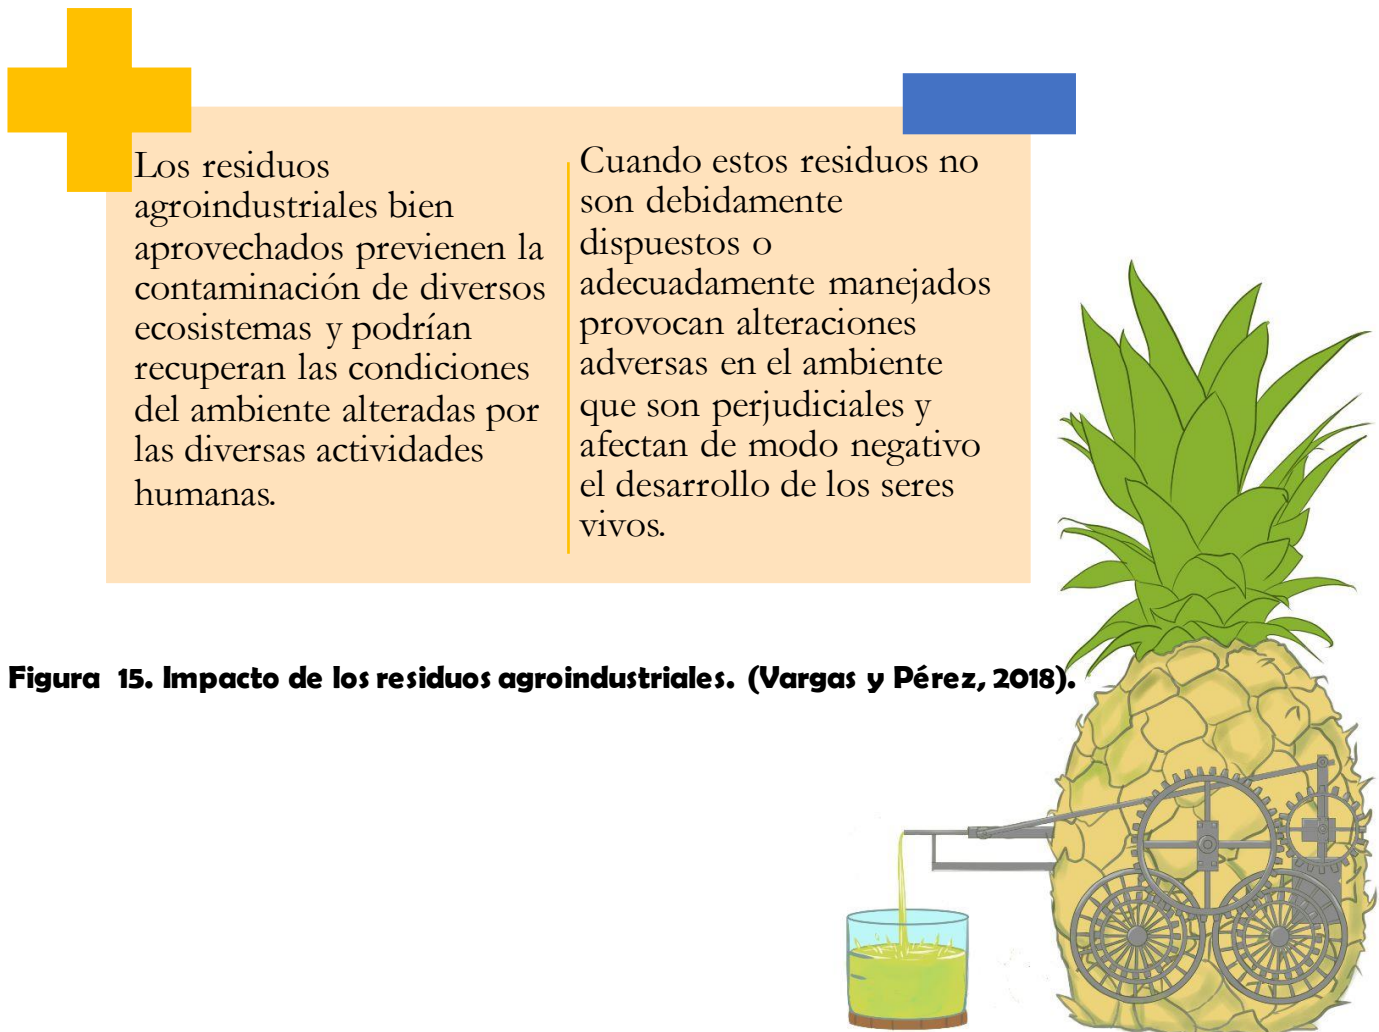 Los residuos
agroindustriales bien
aprovechados previenen la
contaminación de diversos
ecosistemas y podrían
recuperan las condiciones
del ambiente alteradas por
las diversas actividades
humanas.
Cuando estos residuos no
son debidamente
dispuestos o
adecuadamente manejados
provocan alteraciones
adversas en el ambiente
que son perjudiciales y
afectan de modo negativo
el desarrollo de los seres
vivos.
Figura 15. Impacto de los residuos agroindustriales. (Vargas y Pérez, 2018).